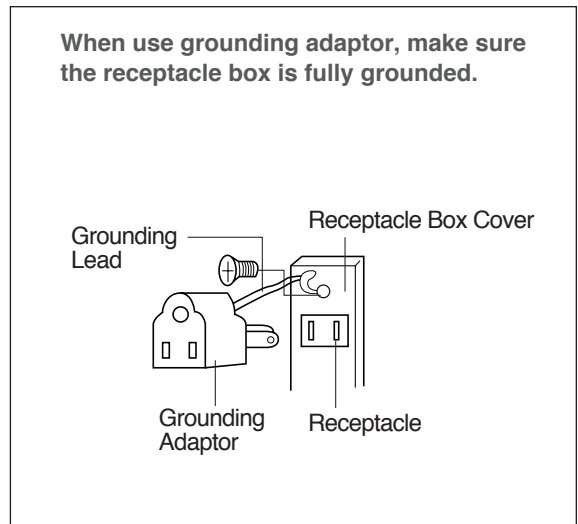 When use grounding adaptor, make sure
the receptacle box is fully grounded.
Receptacle Box Cover
Grounding
Lead
Grounding
Adaptor
Receptacle